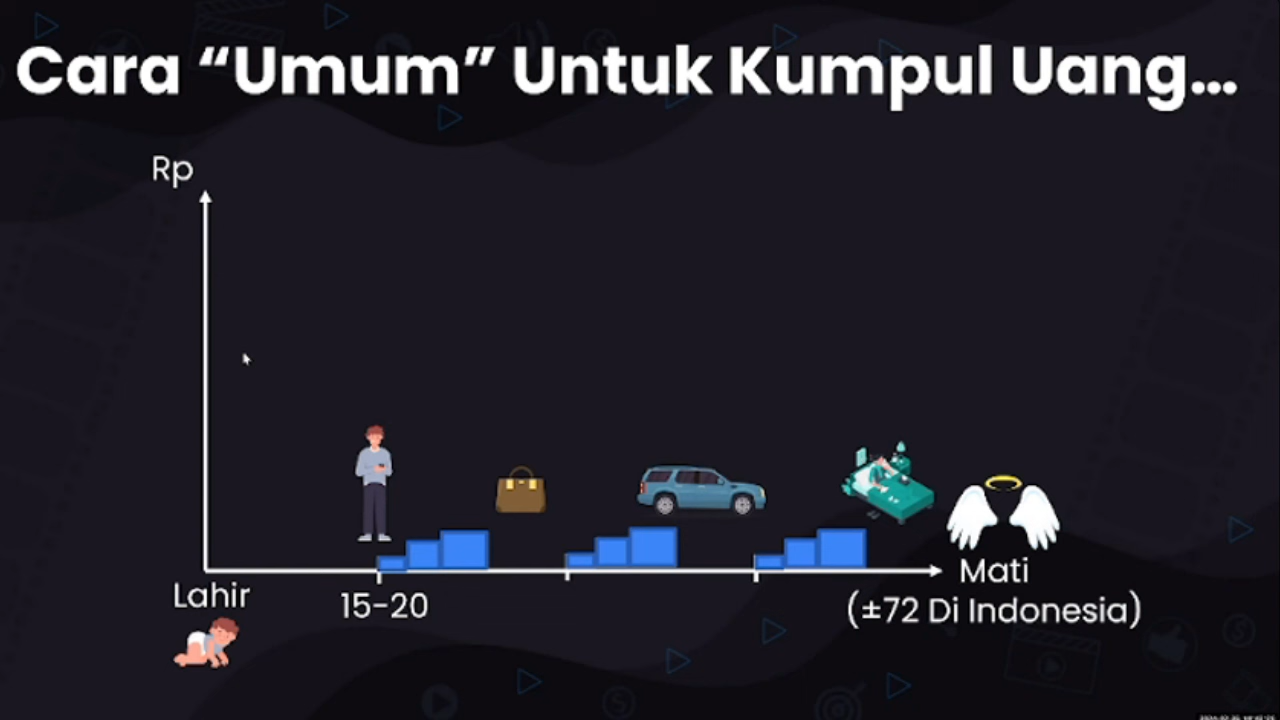 Cara “Umum” Untuk Kumpul Uang...
Rp
Lahir
15-20
Mati
(±72 Di Indonesia)